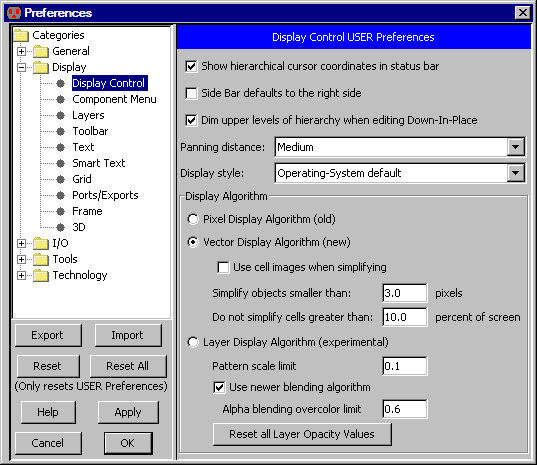 Preferences
Categories
General
Display
Display Control
Component Menu
Layers
Toolbar
Text
Smart Text
Grid
Ports/Exports
Frame
3D
I/O
Tools
Technology
Export Import
Reset Reset All
(Only resets USER Preferences)
Help Apply
Cancel OK
Display Control USER Preferences
Show hierarchical cursor coordinates in status bar
Side Bar defaults to the right side
Dim upper levels of hierarchy when editing Down-In-Place
Panning distance: Medium
Display style: Operating-System default
Display Algorithm
Pixel Display Algorithm (old)
Vector Display Algorithm (new)
Use cell images when simplifying
Simplify objects smaller than: 3.0 pixels
Do not simplify cells greater than: 10.0 percent of screen
Layer Display Algorithm (experimental)
Pattern scale limit 0.1
Use newer blending algorithm
Alpha blending overcolor limit 0.6
Reset all Layer Opacity Values